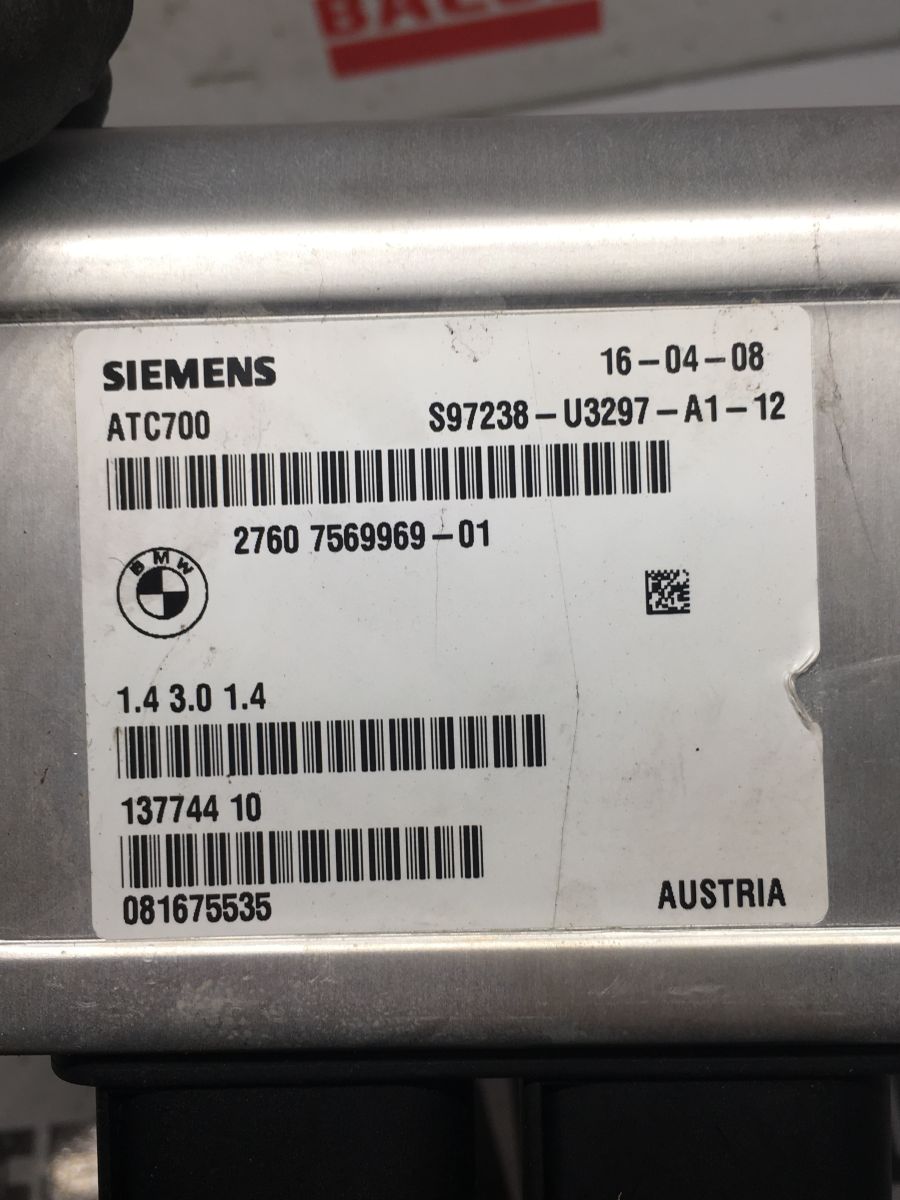 SIEMENS
16-04-08
ATC700
S97238-U3297-A1-12
2760 7569969-01
BMW
1.4 3.0 1.4
137744 10
081675535
AUSTRIA